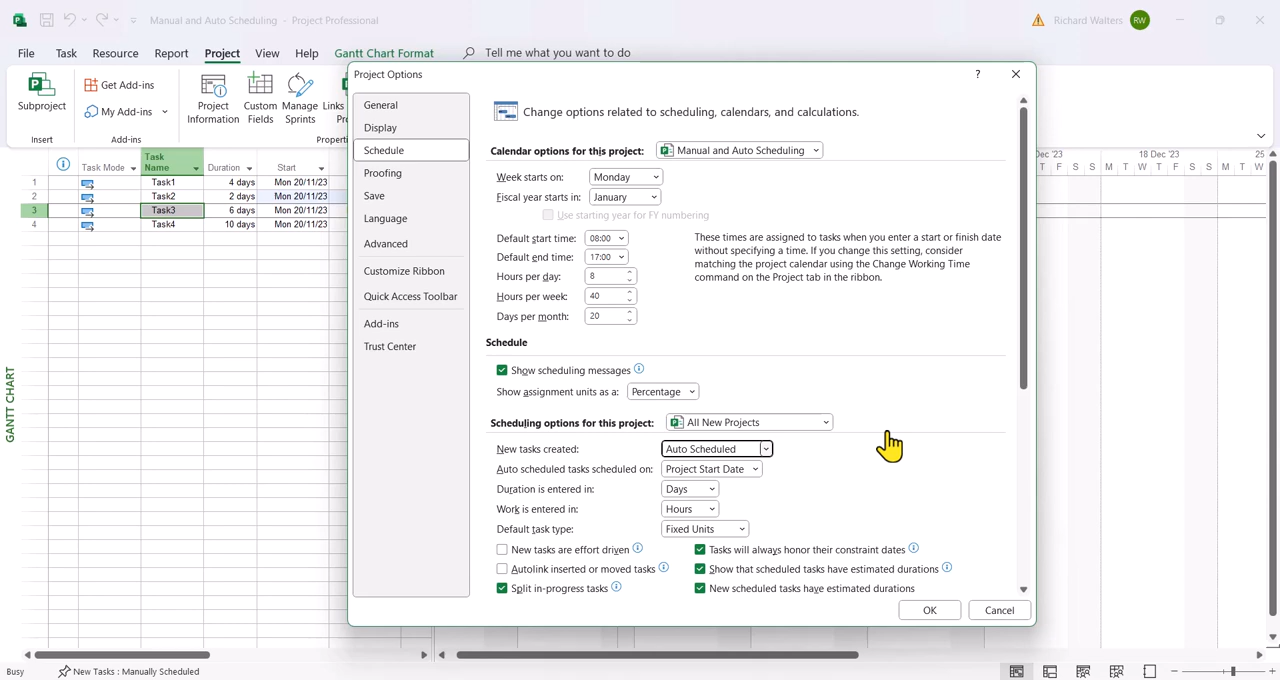 Manual and Auto Scheduling - Project Professional
Richard Walters RW
File Task Resource Report Project View Help Gantt Chart Format Tell me what you want to do
Subproject
Insert
Get Add-ins
My Add-ins
Add-ins
Project Information
Custom Fields
Manage Sprints
Links
Project Options
?
General
Display
Schedule
Proofing
Save
Language
Advanced
Customize Ribbon
Quick Access Toolbar
Add-ins
Trust Center
Change options related to scheduling, calendars, and calculations.
Calendar options for this project: Manual and Auto Scheduling
Week starts on: Monday
Fiscal year starts in: January
Use starting year for FY numbering
Default start time: 08:00
Default end time: 17:00
Hours per day: 8
Hours per week: 40
Days per month: 20
These times are assigned to tasks when you enter a start or finish date
without specifying a time. If you change this setting, consider
matching the project calendar using the Change Working Time
command on the Project tab in the ribbon.
Schedule
Show scheduling messages
Show assignment units as a: Percentage
Scheduling options for this project: All New Projects
New tasks created: Auto Scheduled
Auto scheduled tasks scheduled on: Project Start Date
Duration is entered in: Days
Work is entered in: Hours
Default task type: Fixed Units
New tasks are effort driven Tasks will always honor their constraint dates
Autolink inserted or moved tasks Show that scheduled tasks have estimated durations
Split in-progress tasks New scheduled tasks have estimated durations
OK Cancel
Task Mode Task Name Duration Start
1 Task1 4 days Mon 20/11/23
2 Task2 2 days Mon 20/11/23
3 Task3 6 days Mon 20/11/23
4 Task4 10 days Mon 20/11/23
Dec '23 18 Dec '23 25
T F S S M T W T F S S M T W
GANTT CHART
Busy New Tasks : Manually Scheduled